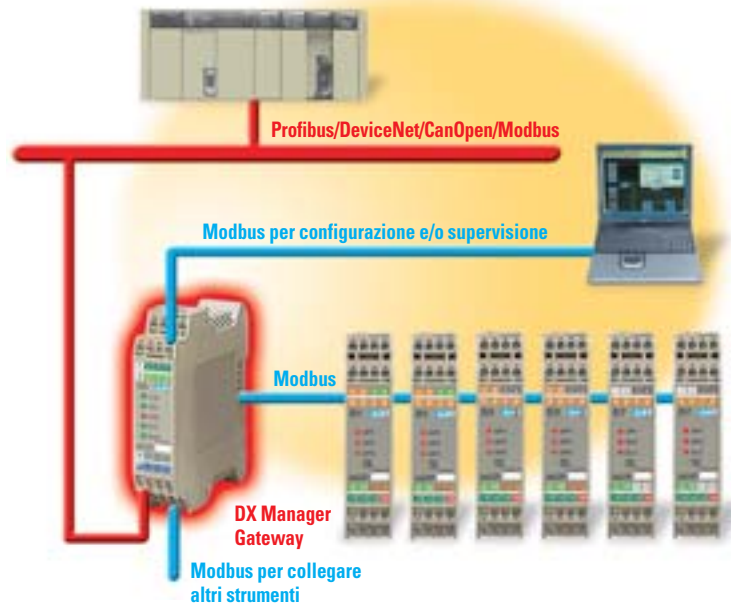 Profibus/DeviceNet/CanOpen/Modbus
Modbus per configurazione e/o supervisione
Modbus
DX Manager
Gateway
Modbus per collegare
altri strumenti